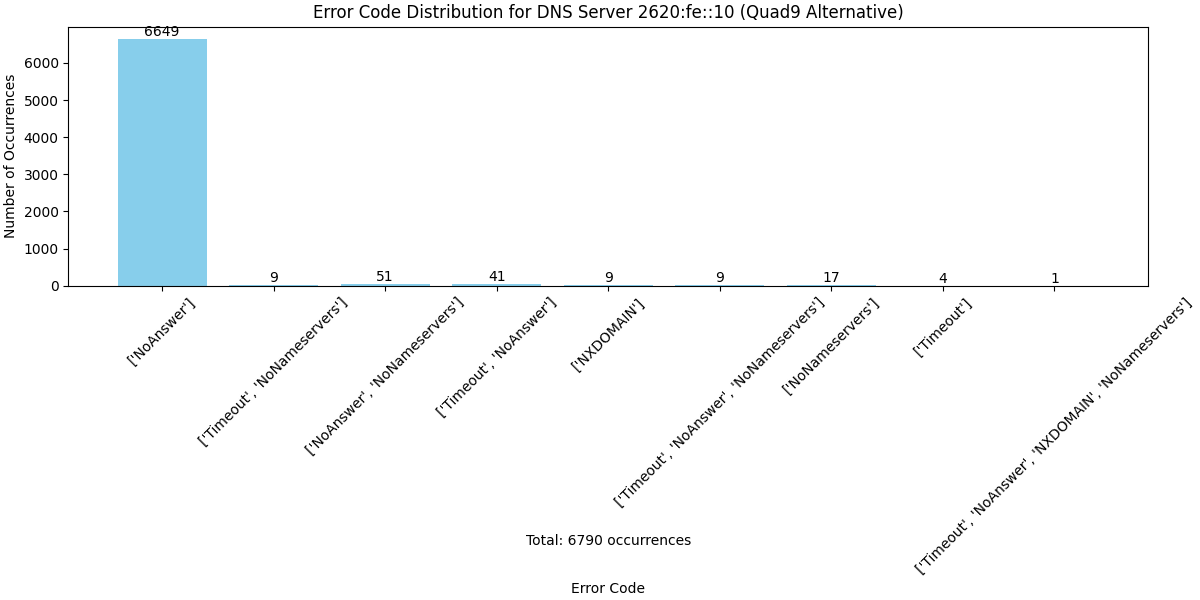 Error Code Distribution for DNS Server 2620:fe::10 (Quad9 Alternative)
Number of Occurrences
6000
5000
4000
3000
2000
1000
0
6649
9
51
41
9
9
17
4
1
['NoAnswer']
['Timeout', 'NoNameservers']
['NoAnswer', 'NoNameservers']
['Timeout', 'NoAnswer']
['NXDOMAIN']
['Timeout', 'NoAnswer', 'NoNameservers']
['NoNameservers']
['Timeout']
['Timeout', 'NoAnswer', 'NXDOMAIN', 'NoNameservers']
Total: 6790 occurrences
Error Code